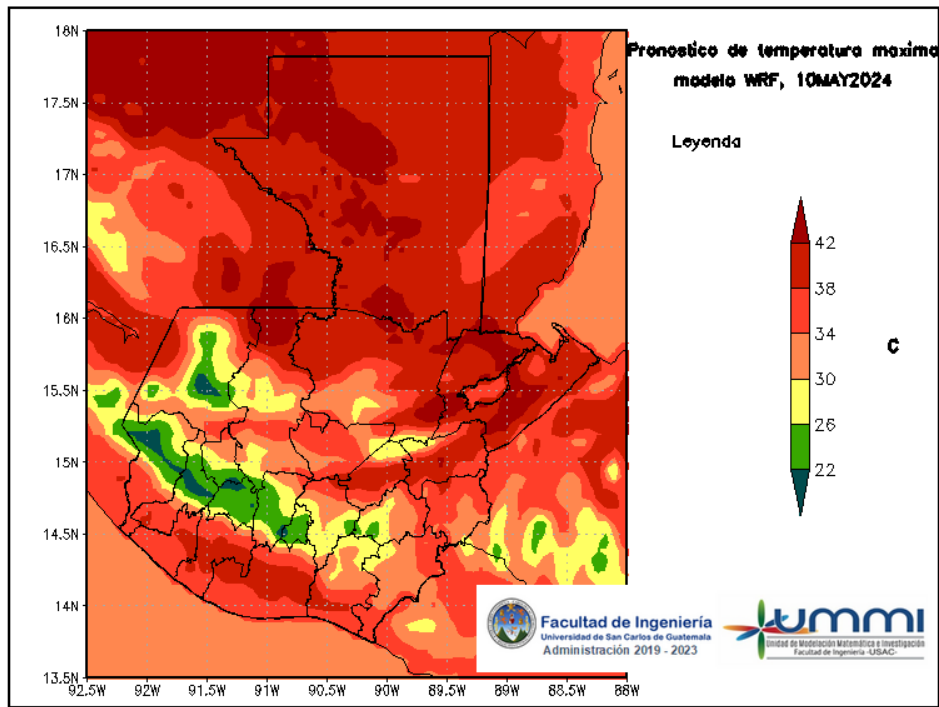 Pronostico de temperatura maxima
modelo WRF, 10MAY2024
Leyenda
42
38
34
30
26
22
C
18N
17.5N
17N
16.5N
16N
15.5N
15N
14.5N
14N
13.5N
92.5W
92W
91.5W
91W
90.5W
90W
89.5W
89W
88.5W
88W
Facultad de Ingeniería
Universidad de San Carlos de Guatemala
Administración 2019 - 2023
UMMI
Unidad de Modelación Matemática e Investigación
Facultad de Ingeniería -USAC-